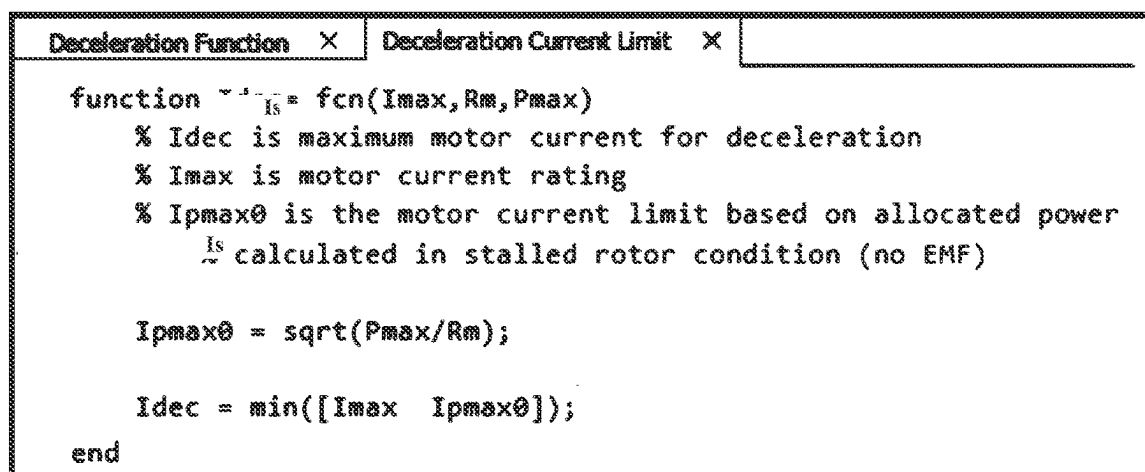 Deceleration Function × Deceleration Current Limit ×
function Is = fcn(Imax,Rm,Pmax)
% Idec is maximum motor current for deceleration
% Imax is motor current rating
% Ipmax0 is the motor current limit based on allocated power
Is calculated in stalled rotor condition (no EMF)
Ipmax0 = sqrt(Pmax/Rm);
Idec = min([Imax Ipmax0]);
end